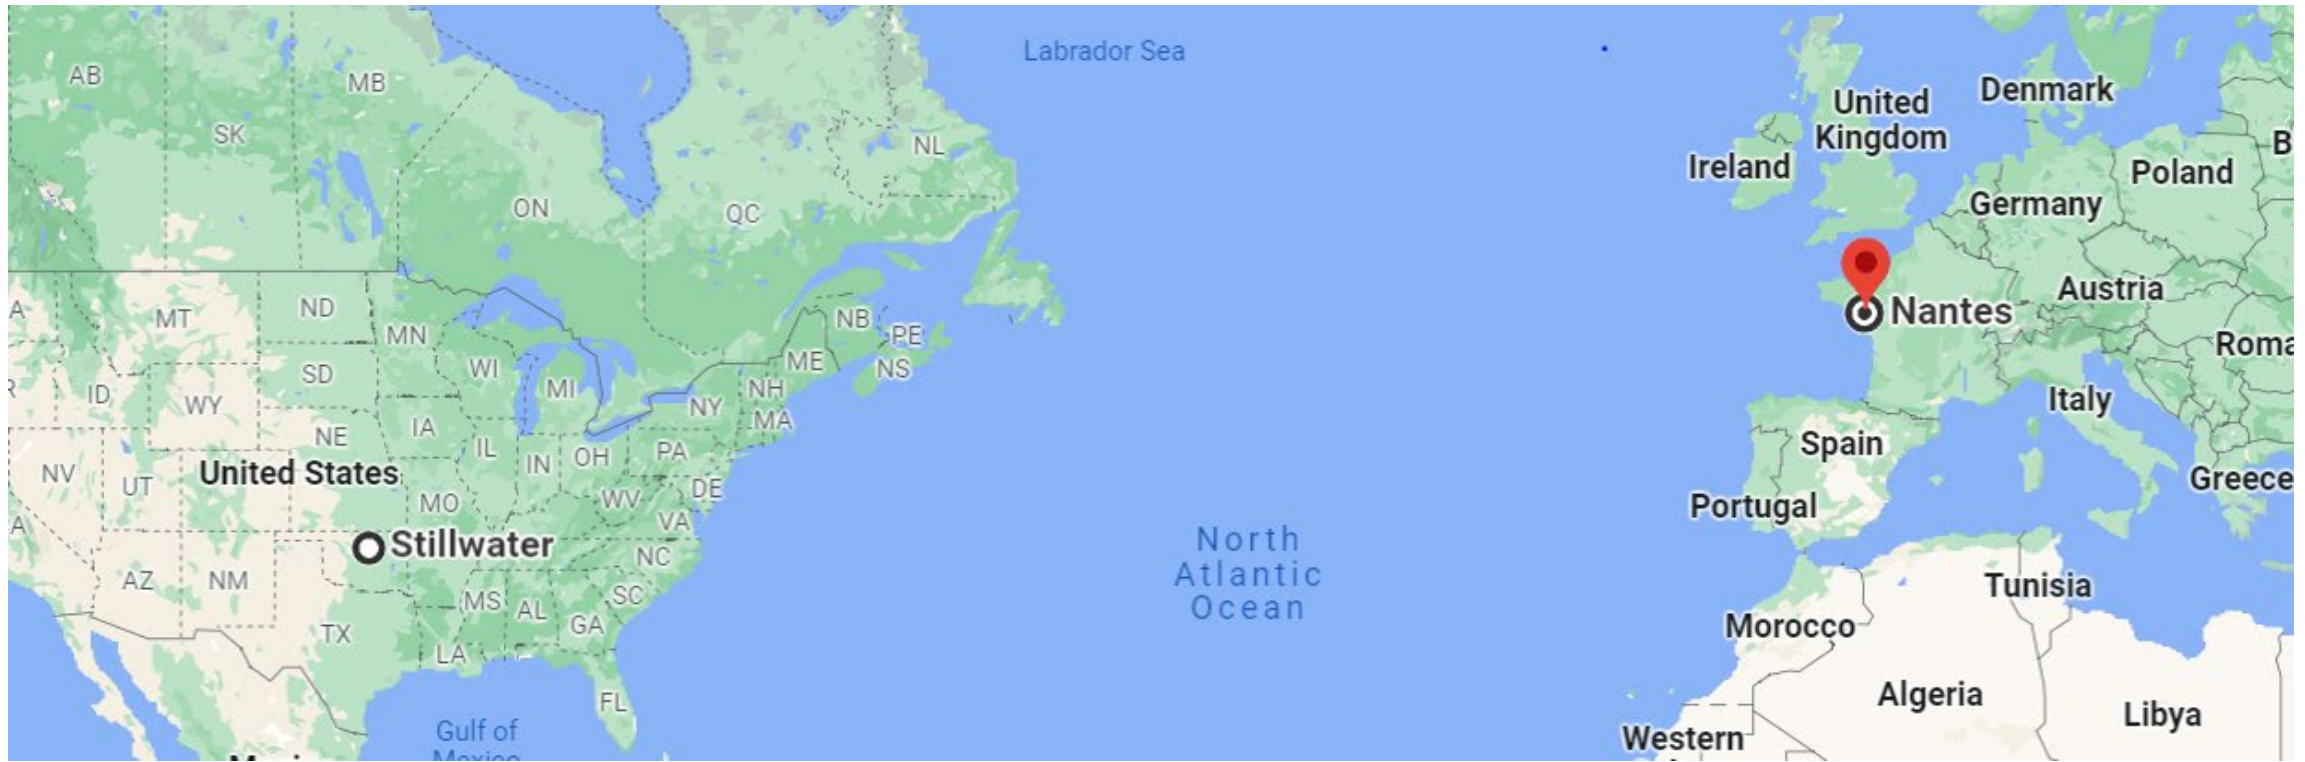 Labrador Sea
AB
MB
SK
NL
ON
QC
United
Kingdom
Denmark
Ireland
Poland
B
Germany
Nantes
Austria
Roma
Italy
Spain
Portugal
Greece
A
MT
ND
MN
NB
PE
ME
NS
SD
WI
MI
NH
R
ID
WY
NY
MA
NE
IA
IL
IN
OH
PA
NV
UT
United States
MO
WV
DE
A
VA
Stillwater
NC
AZ
NM
MS
AL
SC
GA
TX
LA
FL
North
Atlantic
Ocean
Tunisia
Morocco
Algeria
Libya
Western
Gulf of
Mexico